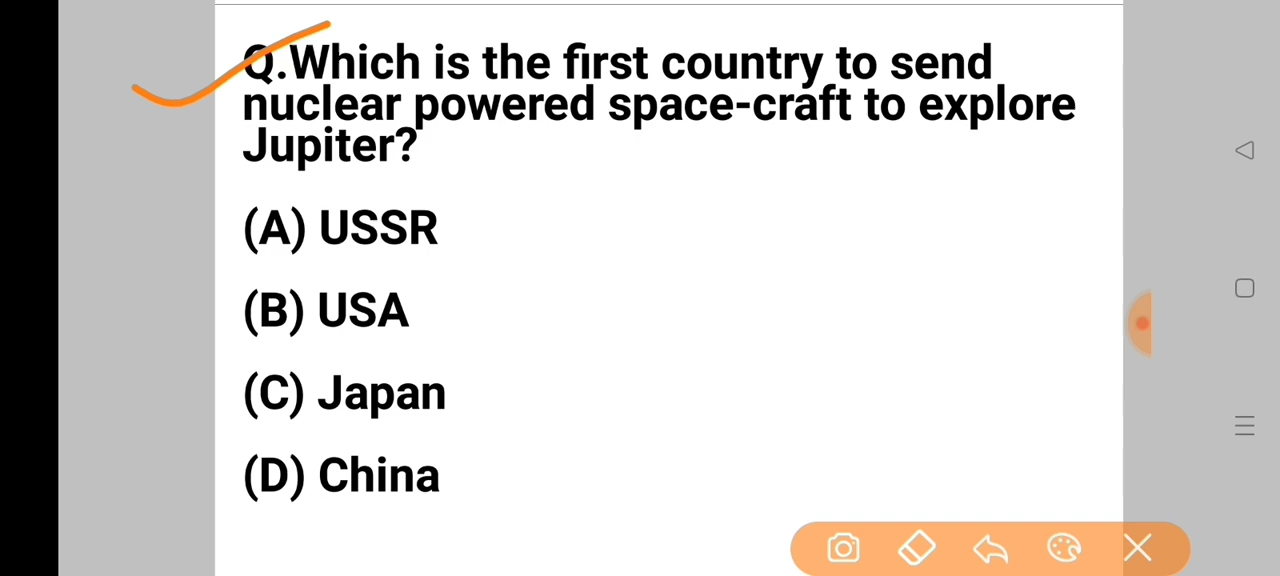 Q.Which is the first country to send
nuclear powered space-craft to explore
Jupiter?
(A) USSR
(B) USA
(C) Japan
(D) China